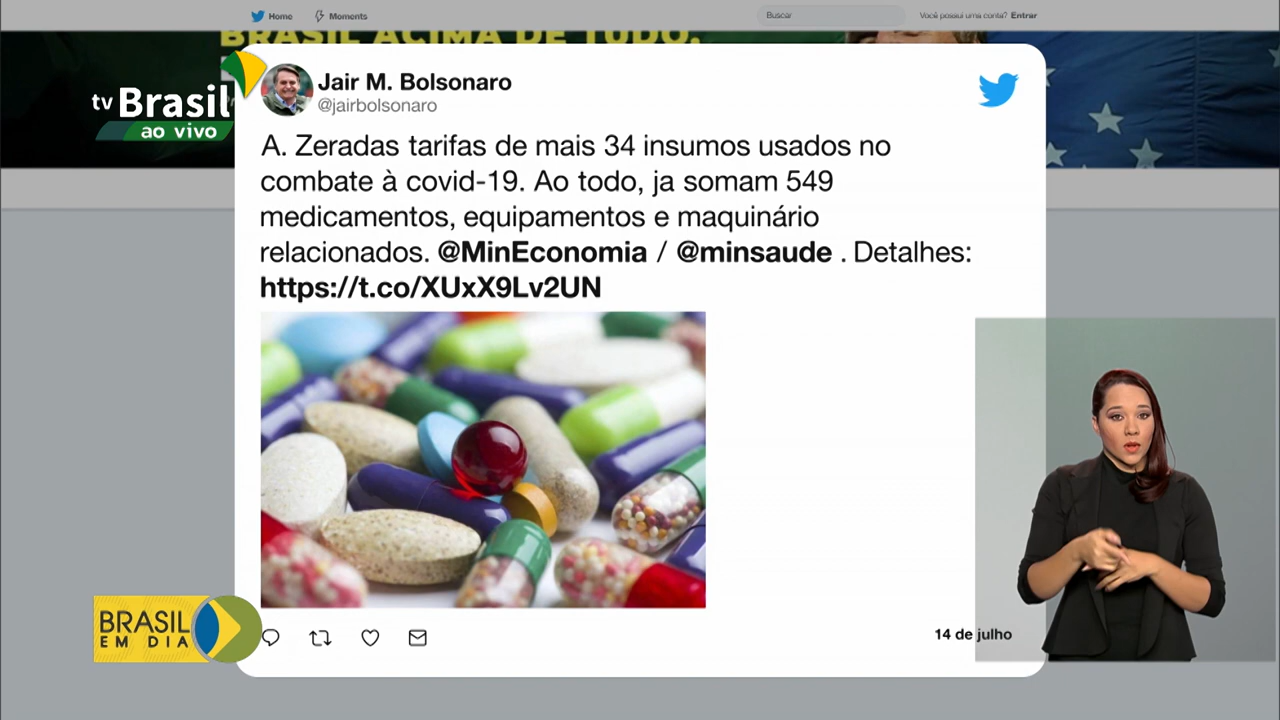 Home
Moments
Buscar
Você possui uma conta? Entrar
BRASIL ACIMA DE TUDO,
tv Brasil
ao vivo
Jair M. Bolsonaro
@jairbolsonaro
A. Zeradas tarifas de mais 34 insumos usados no
combate à covid-19. Ao todo, ja somam 549
medicamentos, equipamentos e maquinário
relacionados. @MinEconomia / @minsaude . Detalhes:
https://t.co/XUxX9Lv2UN
14 de julho
BRASIL
EM DIA